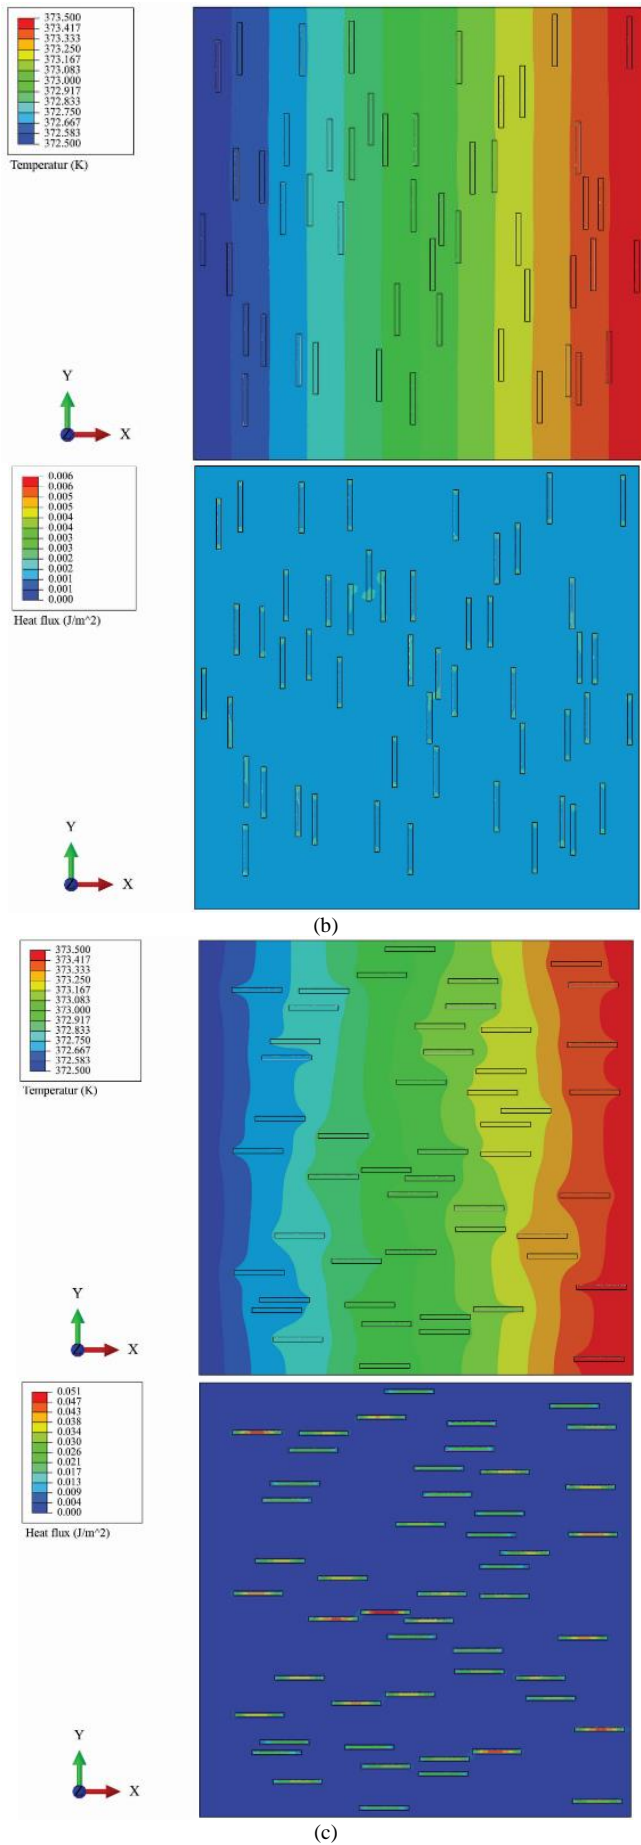 373.500
373.417
373.333
373.250
373.167
373.083
373.000
372.917
372.833
372.750
372.667
372.583
372.500
Temperatur (K)
Y
X
Z
0.006
0.006
0.005
0.005
0.004
0.004
0.003
0.003
0.002
0.002
0.001
0.001
0.000
Heat flux (J/m^2)
Y
X
Z
(b)
373.500
373.417
373.333
373.250
373.167
373.083
373.000
372.917
372.833
372.750
372.667
372.583
372.500
Temperatur (K)
Y
X
Z
0.051
0.047
0.043
0.038
0.034
0.030
0.026
0.021
0.017
0.013
0.009
0.004
0.000
Heat flux (J/m^2)
Y
X
Z
(c)